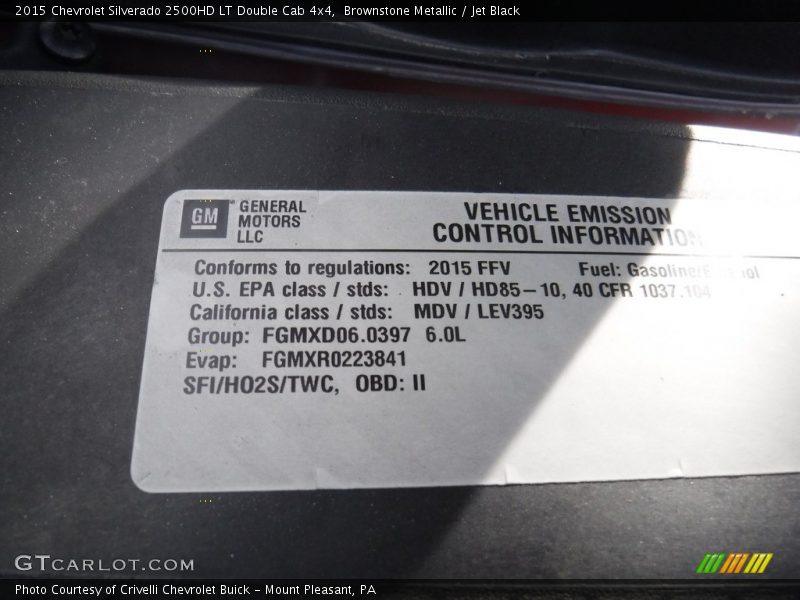 2015 Chevrolet Silverado 2500HD LT Double Cab 4x4, Brownstone Metallic / Jet Black
GM GENERAL
MOTORS
LLC
VEHICLE EMISSION
CONTROL INFORMATION
Conforms to regulations: 2015 FFV Fuel: Gasoline/Ethanol
U.S. EPA class / stds: HDV / HD85-10, 40 CFR 1037.104
California class / stds: MDV / LEV395
Group: FGMXD06.0397 6.0L
Evap: FGMXR0223841
SFI/HO2S/TWC, OBD: II
GTCARLOT.COM
Photo Courtesy of Crivelli Chevrolet Buick - Mount Pleasant, PA